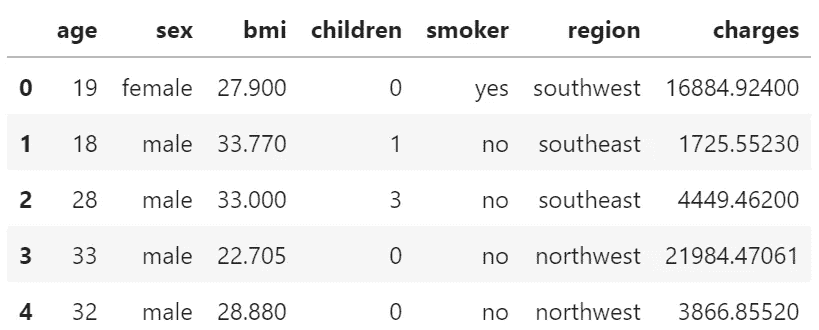 age sex bmi children smoker region charges
0 19 female 27.900 0 yes southwest 16884.92400
1 18 male 33.770 1 no southeast 1725.55230
2 28 male 33.000 3 no southeast 4449.46200
3 33 male 22.705 0 no northwest 21984.47061
4 32 male 28.880 0 no northwest 3866.85520